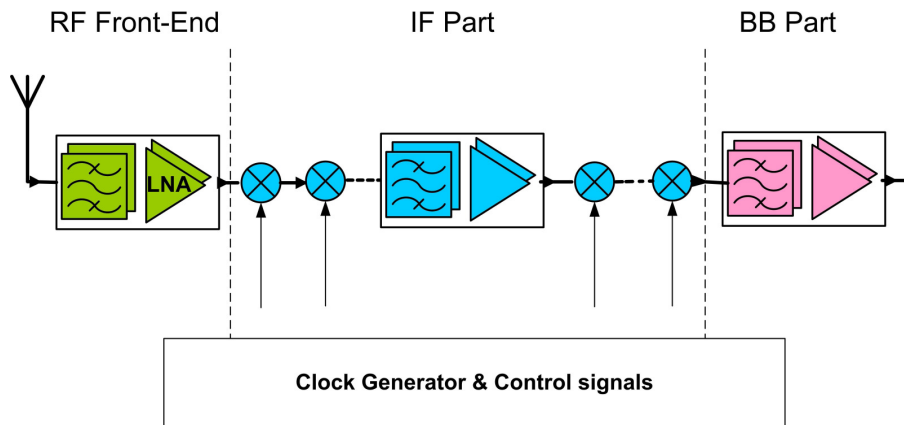 RF Front-End
IF Part
BB Part
LNA
Clock Generator & Control signals